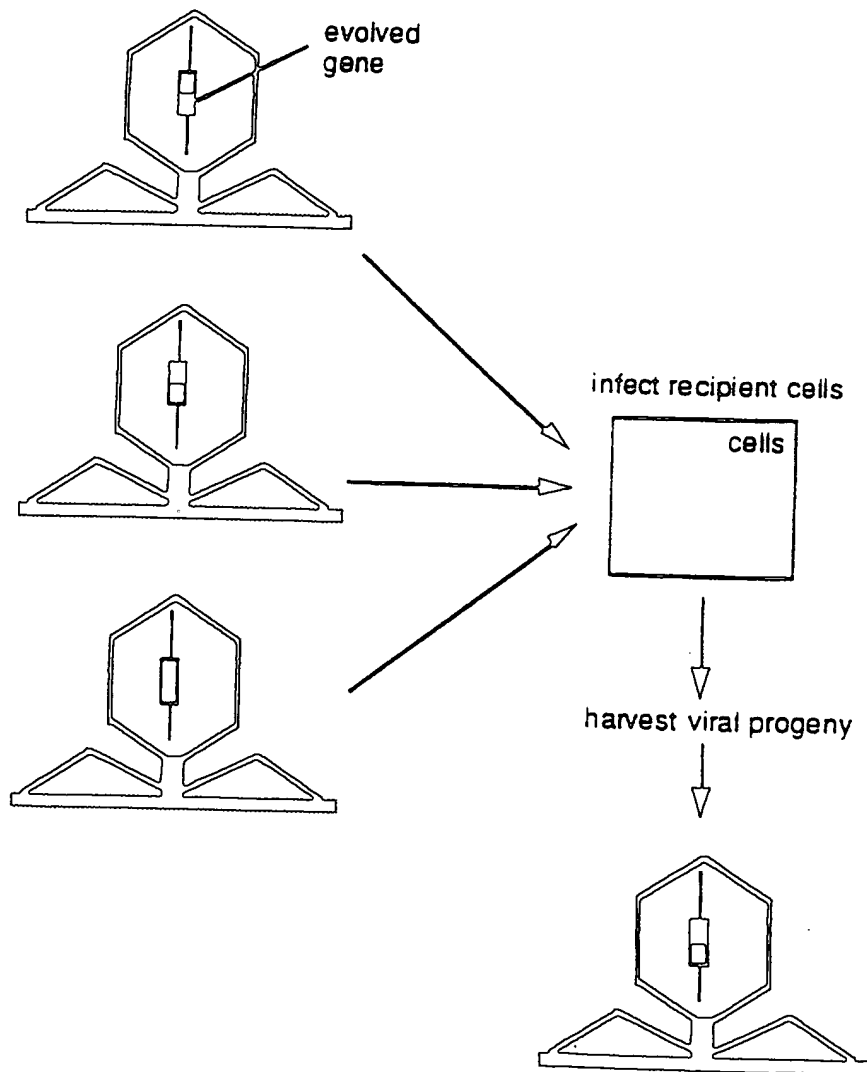 evolved
gene
infect recipient cells
cells
harvest viral progeny